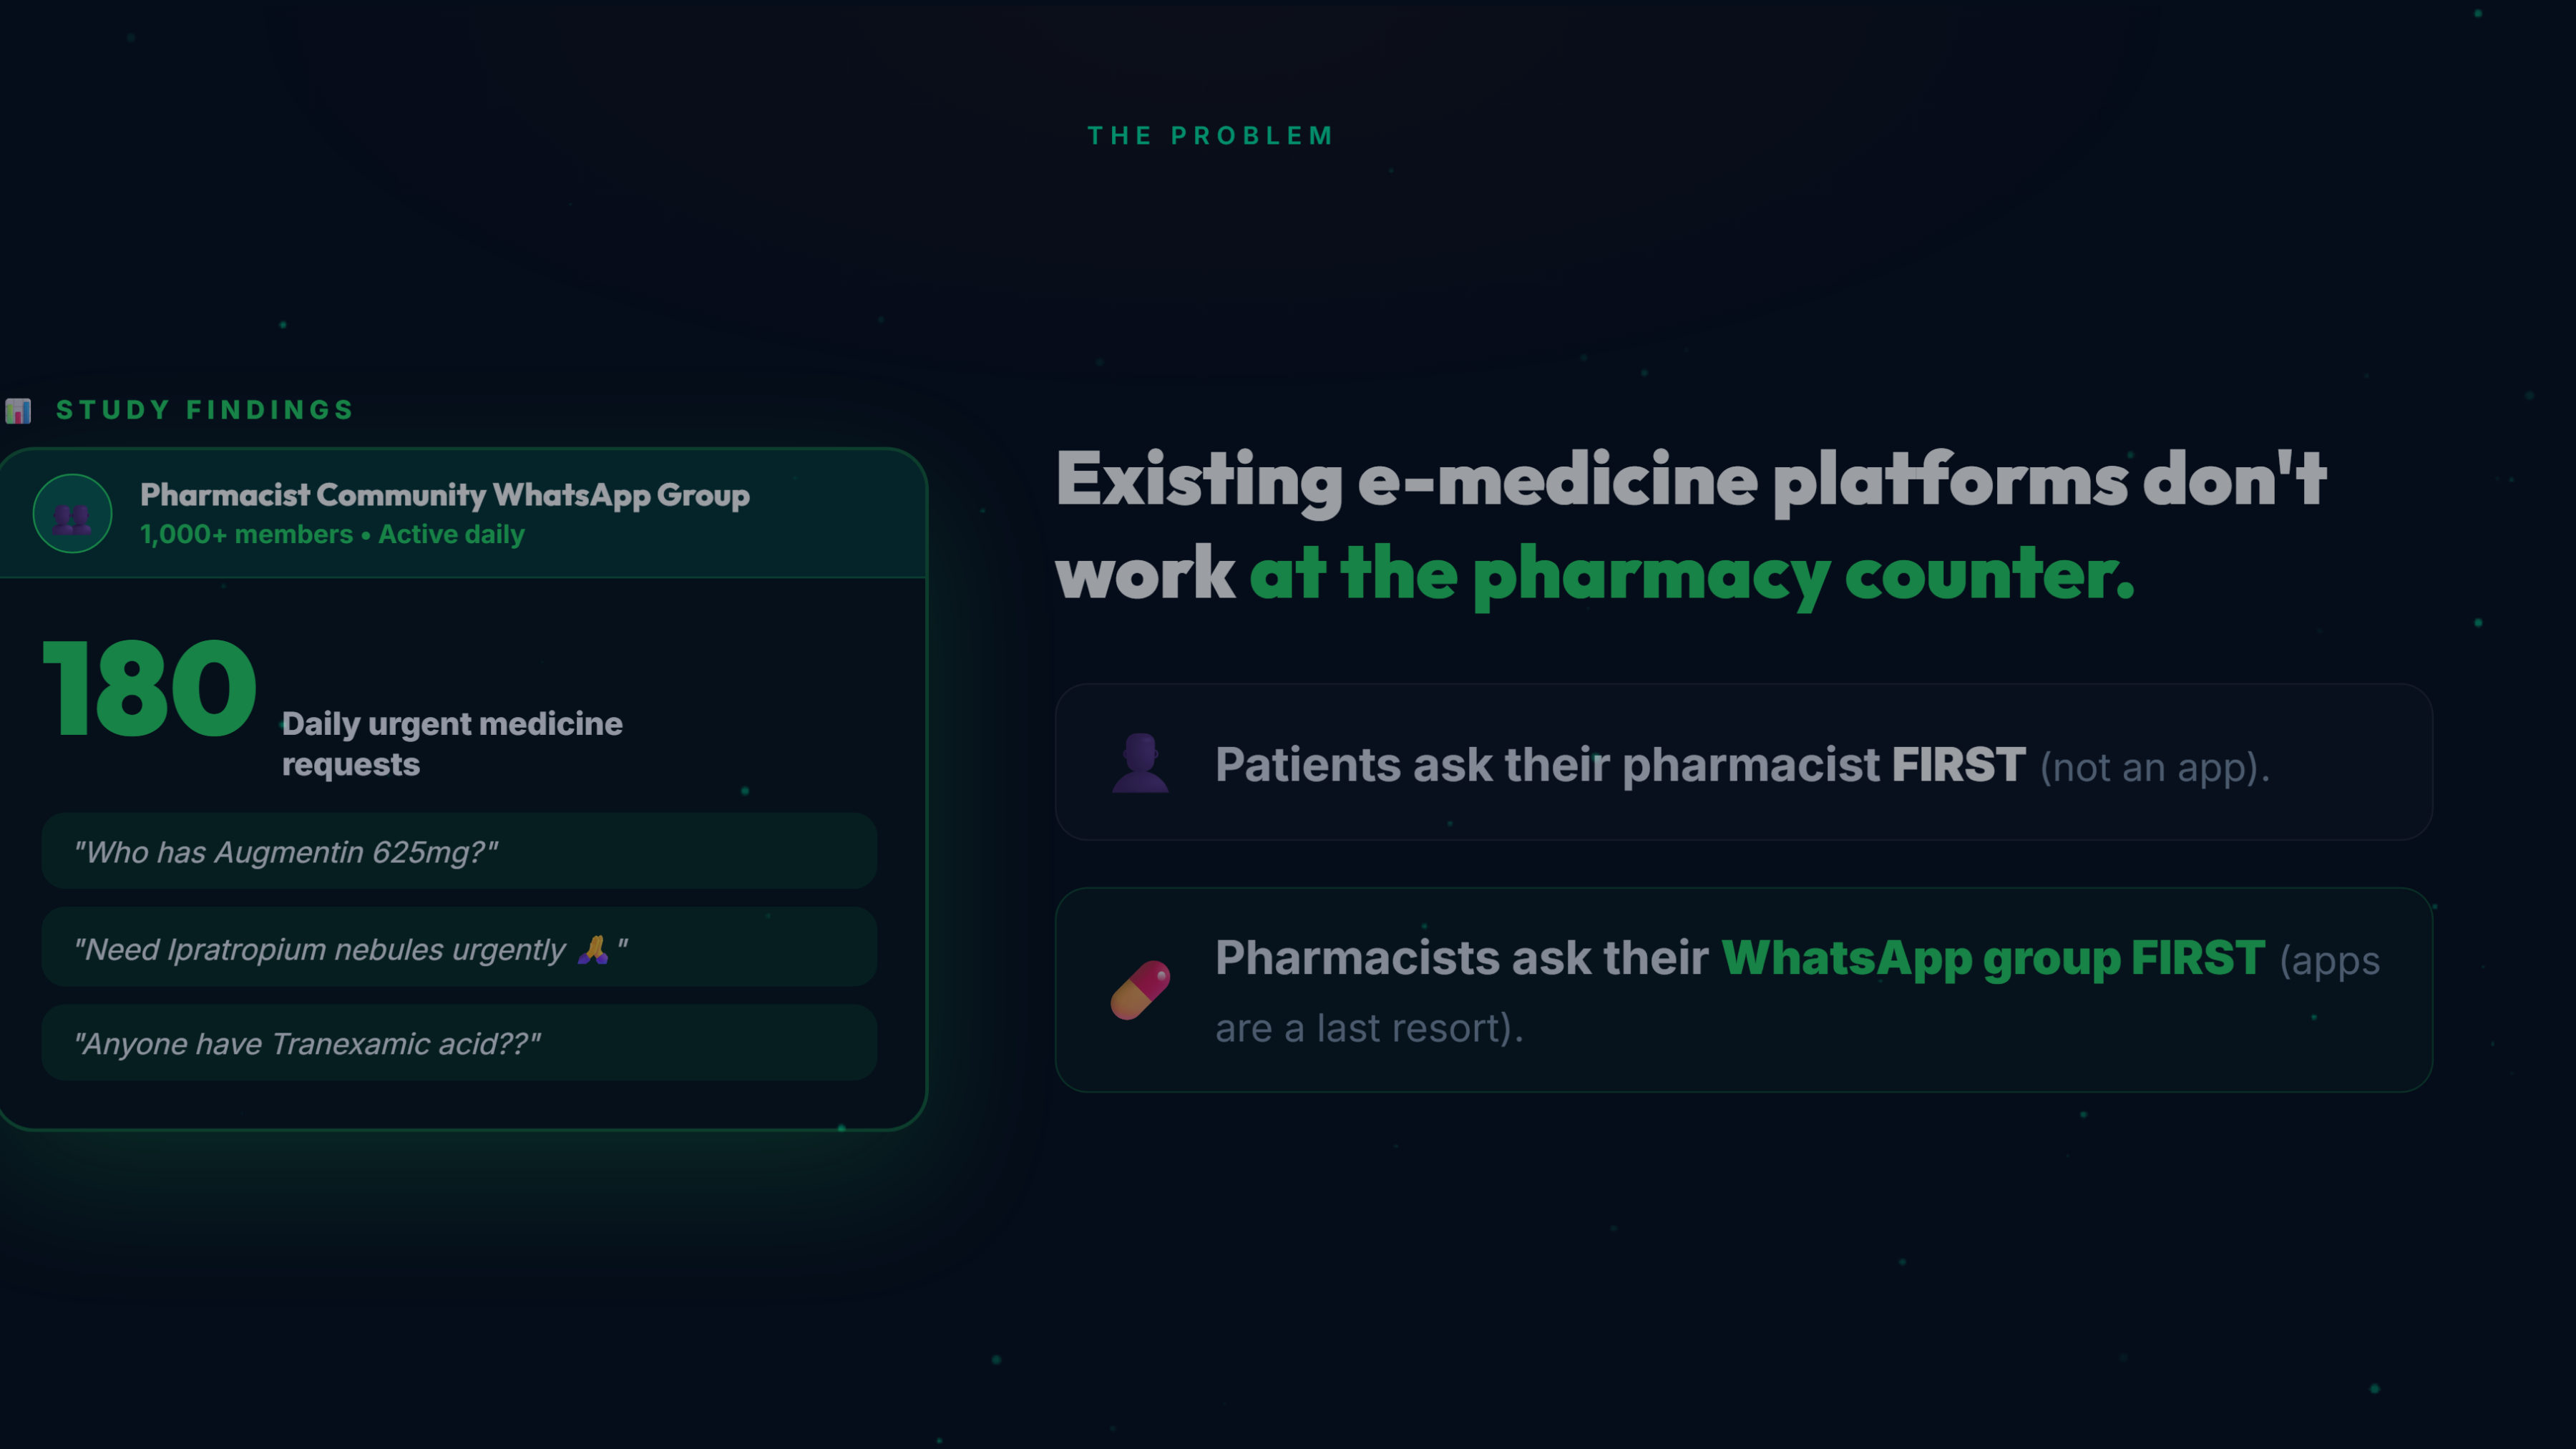 THE PROBLEM
📊 STUDY FINDINGS
Pharmacist Community WhatsApp Group
1,000+ members • Active daily
180
Daily urgent medicine
requests
"Who has Augmentin 625mg?"
"Need Ipratropium nebules urgently 🙏"
"Anyone have Tranexamic acid??"
Existing e-medicine platforms don't
work at the pharmacy counter.
Patients ask their pharmacist FIRST (not an app).
Pharmacists ask their WhatsApp group FIRST (apps
are a last resort).